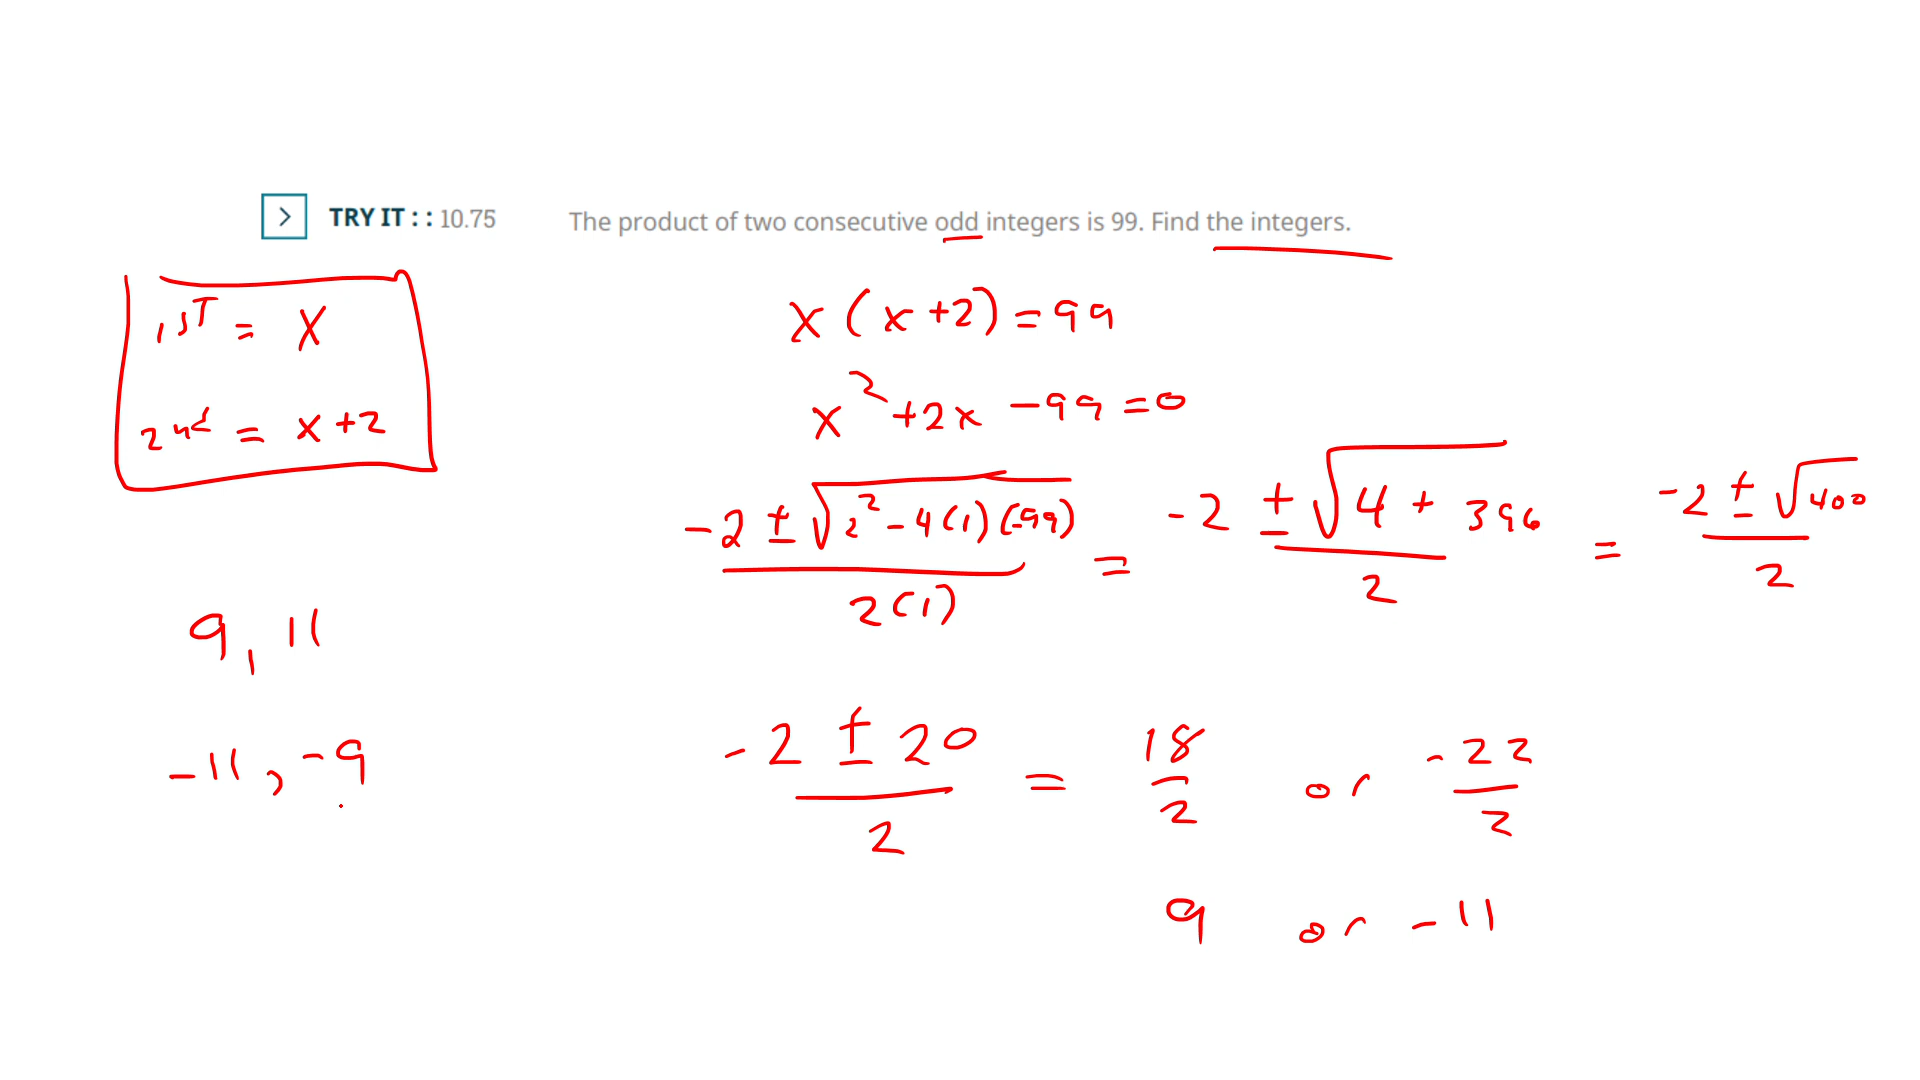 > TRY IT : : 10.75 The product of two consecutive odd integers is 99. Find the integers.
1ST = X
2nd = x+2
x(x+2)=99
x²+2x-99=0
-2±√2²-4(1)(-99) / 2(1) = -2±√4+396 / 2 = -2±√400 / 2
9, 11
-11, -9
-2±20 / 2 = 18/2 or -22/2
9 or -11